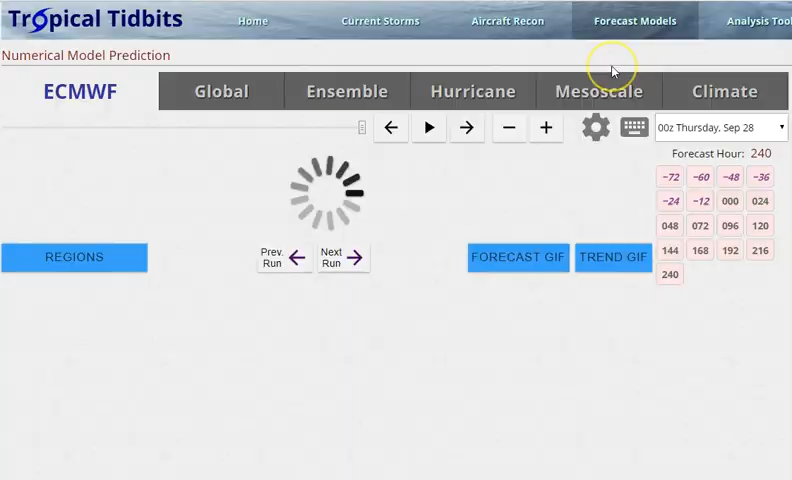 Tropical Tidbits
Home Current Storms Aircraft Recon Forecast Models Analysis Tool
Numerical Model Prediction
ECMWF Global Ensemble Hurricane Mesoscale Climate
00z Thursday, Sep 28
Forecast Hour: 240
-72 -60 -48 -36
-24 -12 000 024
048 072 096 120
144 168 192 216
240
REGIONS
Prev. Run
Next Run
FORECAST GIF TREND GIF